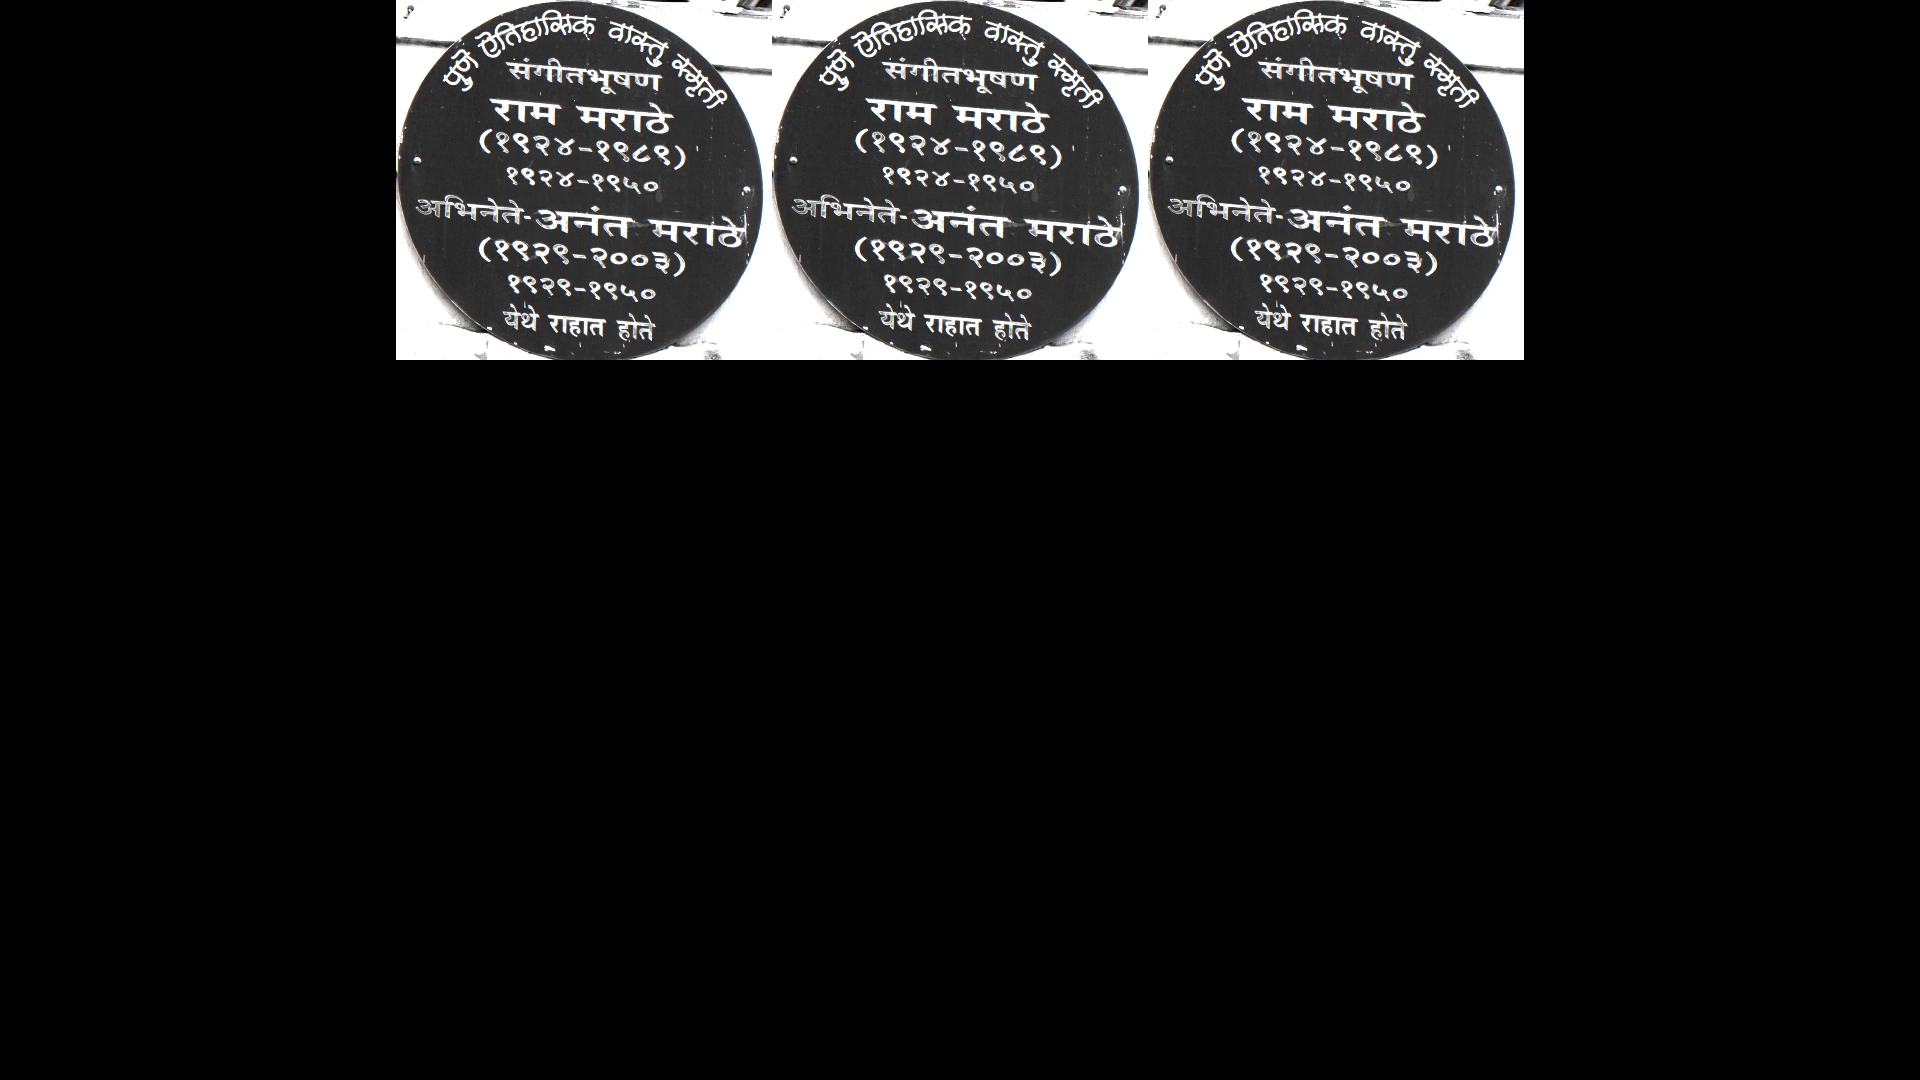 पुणे ऐतिहासिक वास्तु स्मृती
संगीतभूषण
राम मराठे
(१९२४-१९८९)
१९२४-१९५०
अभिनेते-अनंत मराठे
(१९२९-२००३)
१९२९-१९५०
येथे राहात होते
पुणे ऐतिहासिक वास्तु स्मृती
संगीतभूषण
राम मराठे
(१९२४-१९८९)
१९२४-१९५०
अभिनेते-अनंत मराठे
(१९२९-२००३)
१९२९-१९५०
येथे राहात होते
पुणे ऐतिहासिक वास्तु स्मृती
संगीतभूषण
राम मराठे
(१९२४-१९८९)
१९२४-१९५०
अभिनेते-अनंत मराठे
(१९२९-२००३)
१९२९-१९५०
येथे राहात होते